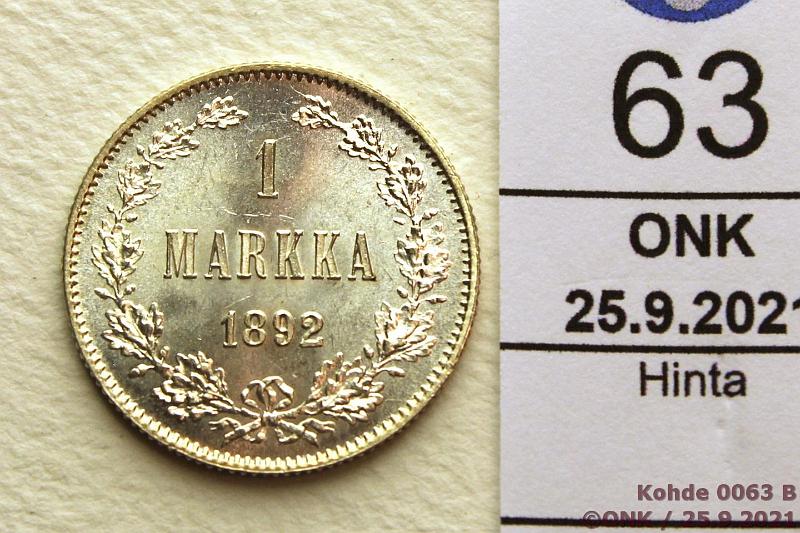 1
MARKKA
1892
63
ONK
25.9.2021
Hinta
Kohde 0063 B
©ONK / 25.9.2021